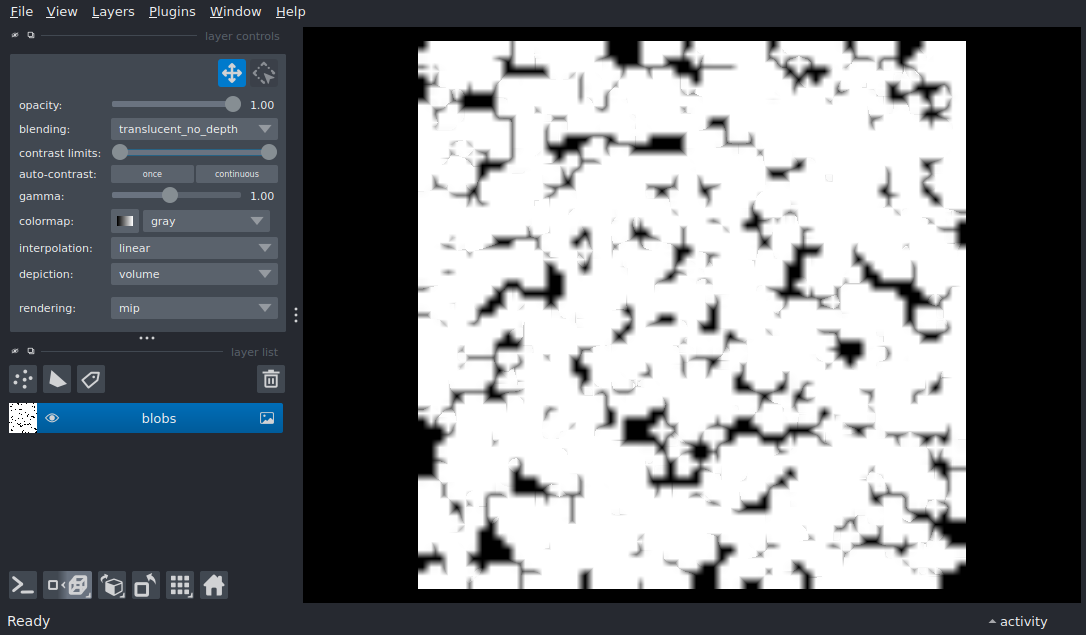 File View Layers Plugins Window Help
layer controls
opacity: 1.00
blending: translucent_no_depth
contrast limits:
auto-contrast: once continuous
gamma: 1.00
colormap: gray
interpolation: linear
depiction: volume
rendering: mip
layer list
blobs
Ready activity